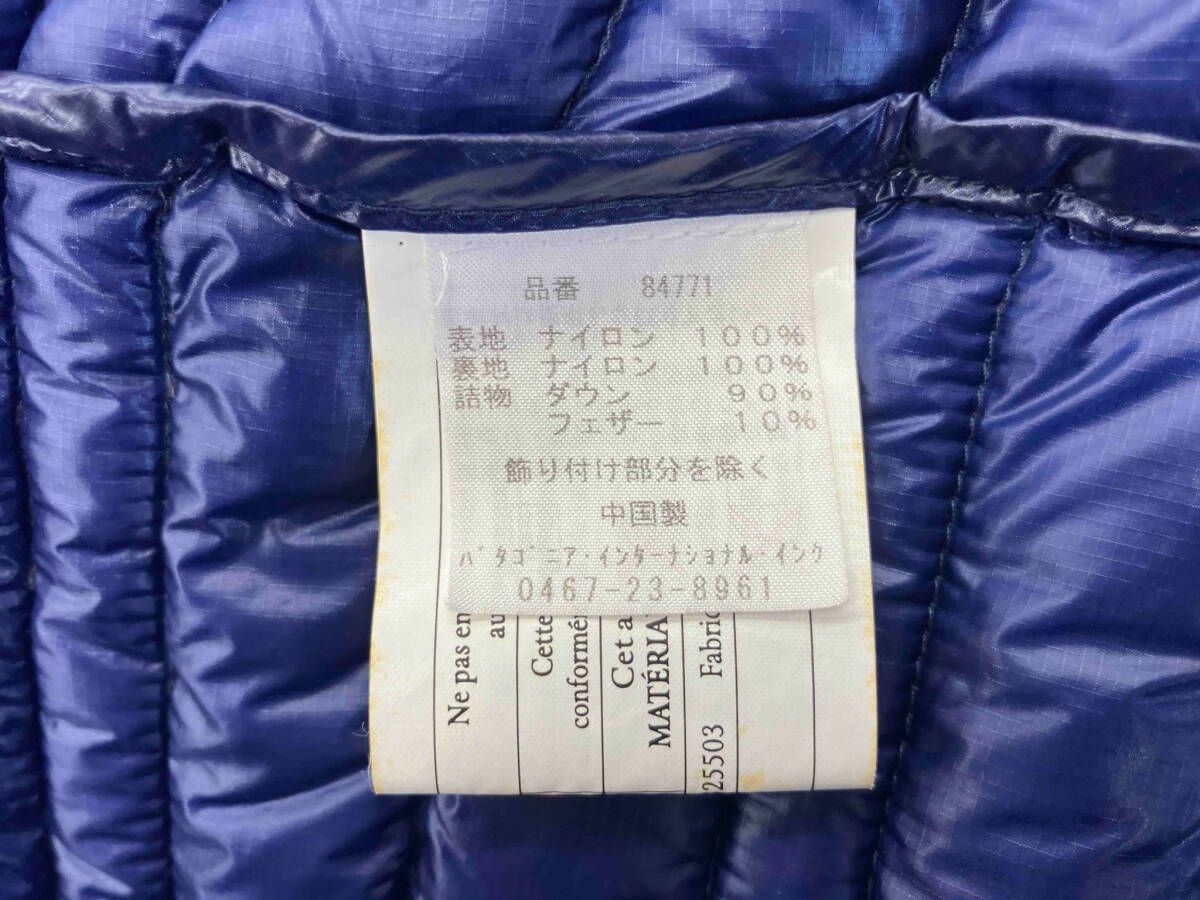 品番 84771
表地 ナイロン 100%
裏地 ナイロン 100%
詰物 ダウン 90%
フェザー 10%
飾り付け部分を除く
中国製
ﾊﾟﾀｺﾞﾆｱ･ｲﾝﾀｰﾅｼｮﾅﾙ･ｲﾝｸ
0467-23-8961
Ne pas en
au
Cette
conformé
Cet a
MATÉRIA
25503 Fabric